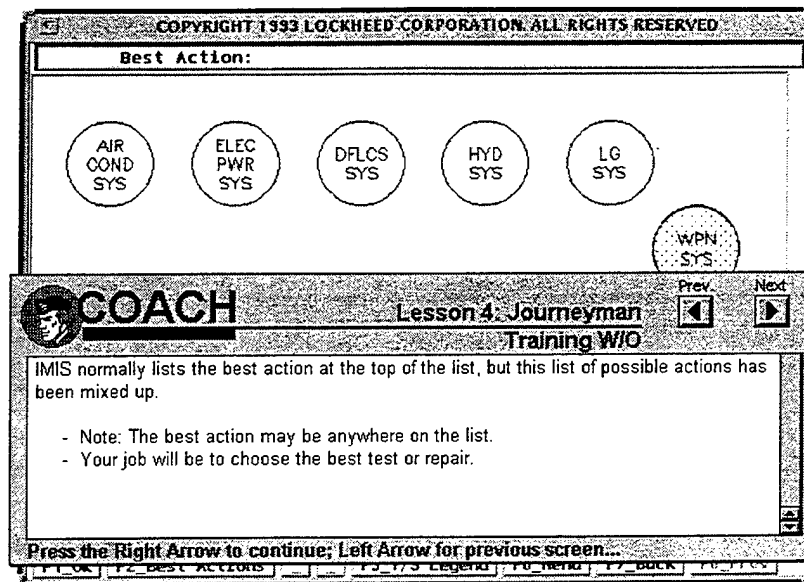 COPYRIGHT 1993 LOCKHEED CORPORATION. ALL RIGHTS RESERVED
Best Action:
AIR
COND
SYS
ELEC
PWR
SYS
DFLCS
SYS
HYD
SYS
LG
SYS
WPN
SYS
COACH
Lesson 4: Journeyman
Training W/O
Prev.
Next
IMIS normally lists the best action at the top of the list, but this list of possible actions has
been mixed up.
- Note: The best action may be anywhere on the list.
- Your job will be to choose the best test or repair.
Press the Right Arrow to continue; Left Arrow for previous screen...
F2_Best Actions
Legend